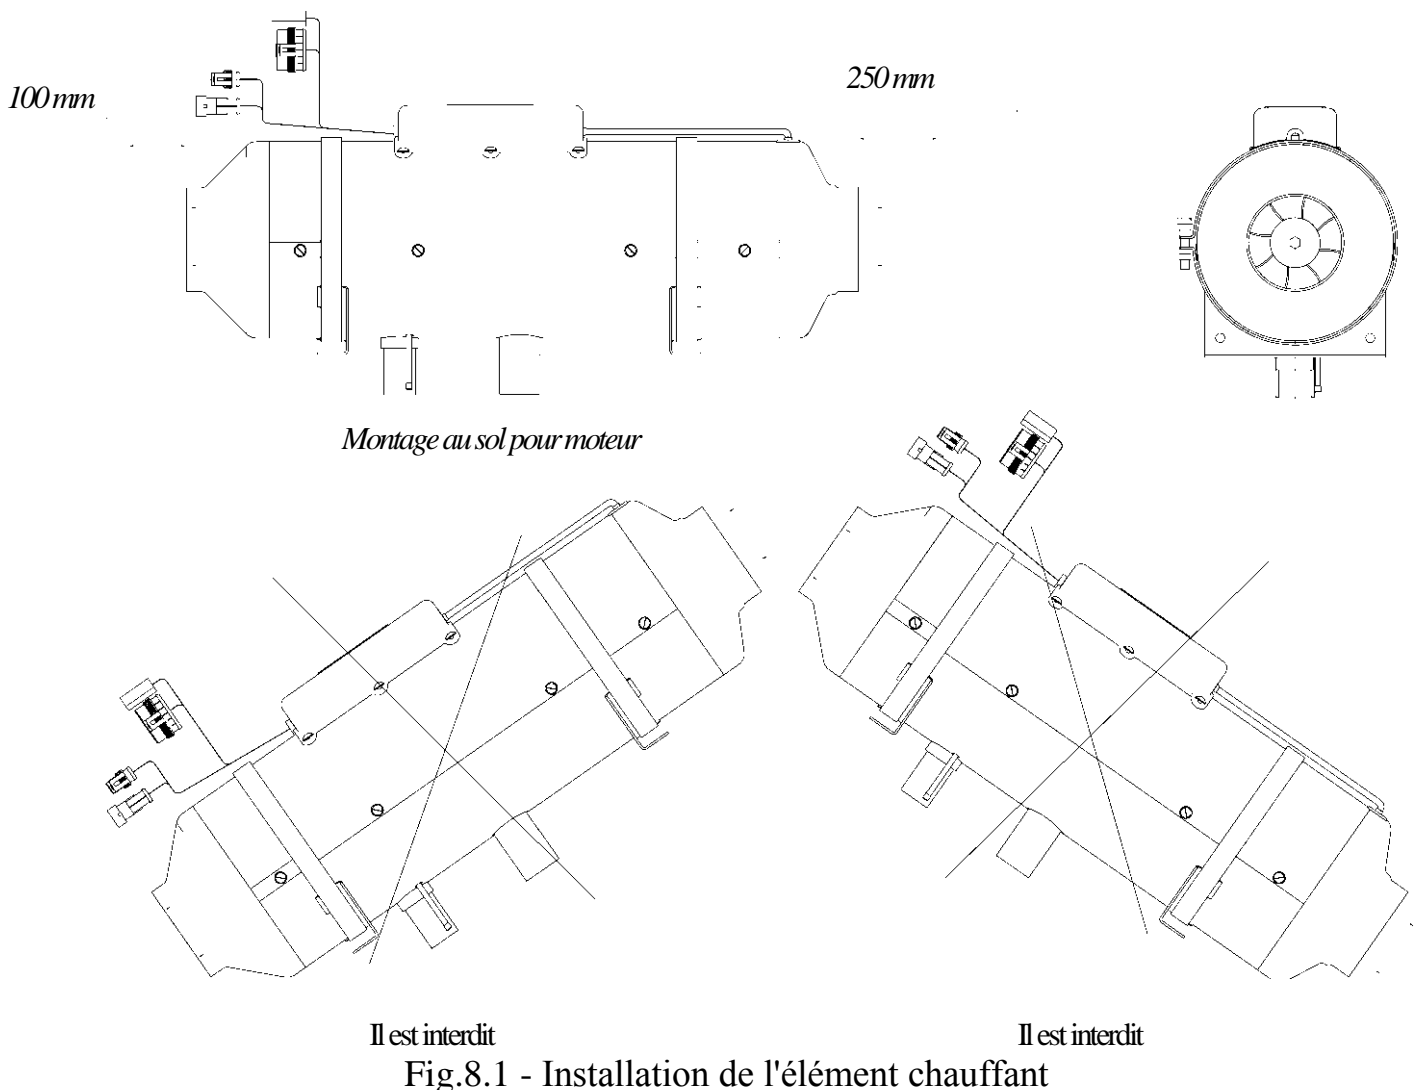 100 mm
250 mm
Montage au sol pour moteur
Il est interdit
Il est interdit
Fig.8.1 - Installation de l'élément chauffant